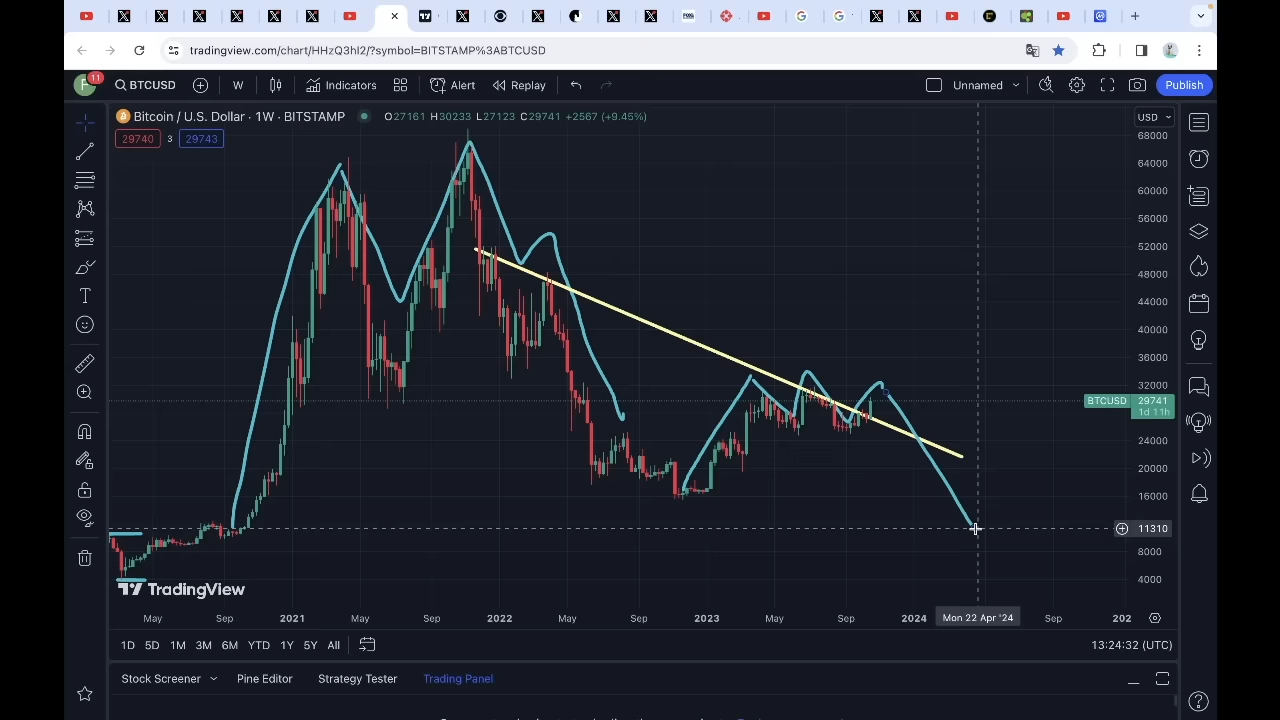 tradingview.com/chart/HHzQ3hI2/?symbol=BITSTAMP%3ABTCUSD
F 11 BTCUSD W Indicators Alert Replay Unnamed Publish
Bitcoin / U.S. Dollar · 1W · BITSTAMP O27161 H30233 L27123 C29741 +2567 (+9.45%) USD
29740 3 29743
68000
64000
60000
56000
52000
48000
44000
40000
36000
32000
BTCUSD 29741
1d 11h
24000
20000
16000
11310
8000
4000
TradingView
May Sep 2021 May Sep 2022 May Sep 2023 May Sep 2024 Mon 22 Apr '24 Sep 202
1D 5D 1M 3M 6M YTD 1Y 5Y All 13:24:32 (UTC)
Stock Screener Pine Editor Strategy Tester Trading Panel